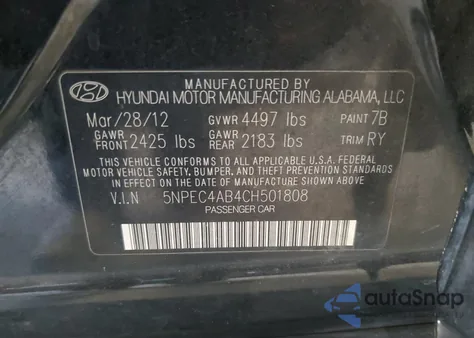 MANUFACTURED BY
HYUNDAI MOTOR MANUFACTURING ALABAMA, LLC
Mar/28/12 GVWR 4497 lbs PAINT 7B
GAWR FRONT 2425 lbs GAWR REAR 2183 lbs TRIM RY
THIS VEHICLE CONFORMS TO ALL APPLICABLE U.S.A. FEDERAL
MOTOR VEHICLE SAFETY, BUMPER, AND THEFT PREVENTION STANDARDS
IN EFFECT ON THE DATE OF MANUFACTURE SHOWN ABOVE.
V.I.N 5NPEC4AB4CH501808
PASSENGER CAR
autoSnap